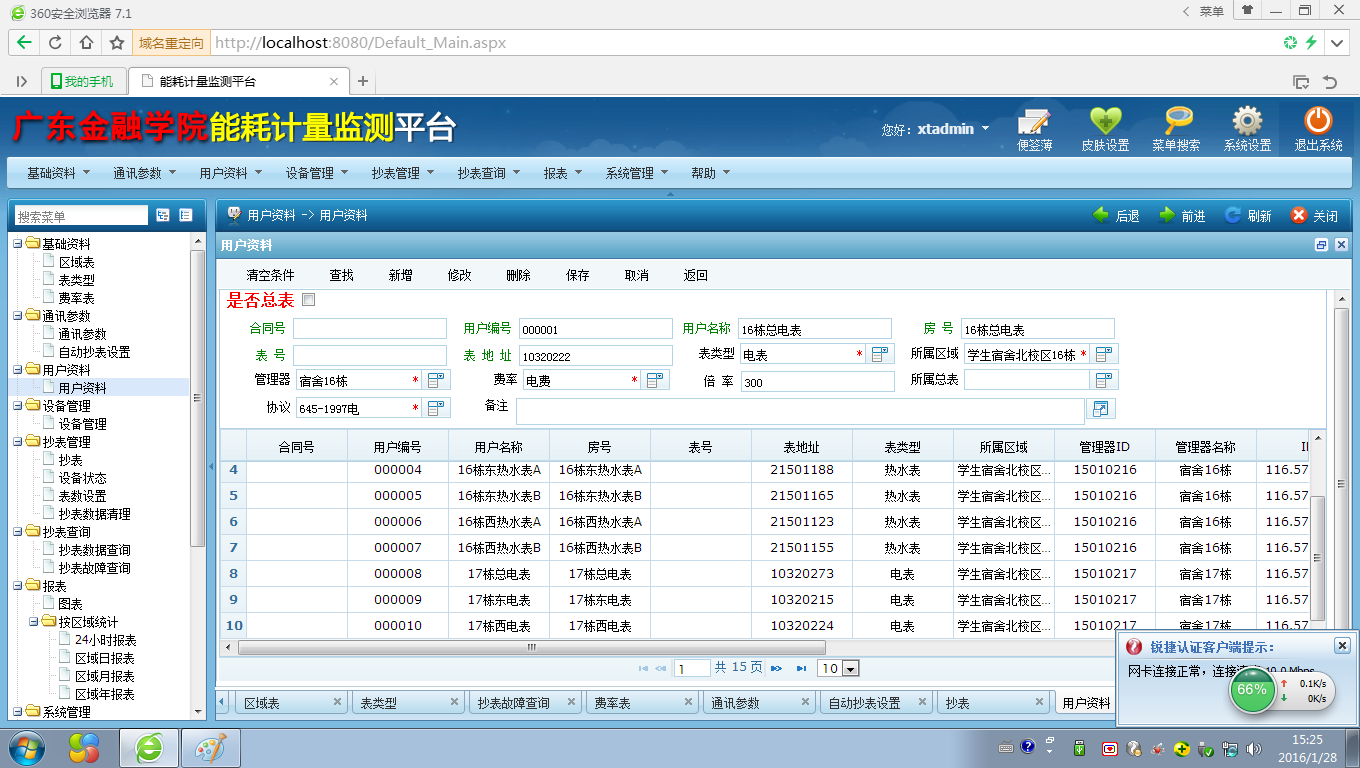 360安全浏览器 7.1
菜单
域名重定向 http://localhost:8080/Default_Main.aspx
我的手机 能耗计量监测平台
广东金融学院能耗计量监测平台
您好：xtadmin
便签薄 皮肤设置 菜单搜索 系统设置 退出系统
基础资料 通讯参数 用户资料 设备管理 抄表管理 抄表查询 报表 系统管理 帮助
搜索菜单
基础资料
区域表
表类型
费率表
通讯参数
通讯参数
自动抄表设置
用户资料
用户资料
设备管理
设备管理
抄表管理
抄表
设备状态
表数设置
抄表数据清理
抄表查询
抄表数据查询
抄表故障查询
报表
图表
按区域统计
24小时报表
区域日报表
区域月报表
区域年报表
系统管理
用户资料 -> 用户资料 后退 前进 刷新 关闭
用户资料
清空条件 查找 新增 修改 删除 保存 取消 返回
是否总表
合同号 用户编号 000001 用户名称 16栋总电表 房 号 16栋总电表
表 号 表 地 址 10320222 表类型 电表 * 所属区域 学生宿舍北校区16栋 *
管理器 宿舍16栋 * 费率 电费 * 倍 率 300 所属总表
协议 645-1997电 * 备注
合同号 用户编号 用户名称 房号 表号 表地址 表类型 所属区域 管理器ID 管理器名称
4 000004 16栋东热水表A 16栋东热水表A 21501188 热水表 学生宿舍北校区... 15010216 宿舍16栋 116.57
5 000005 16栋东热水表B 16栋东热水表B 21501165 热水表 学生宿舍北校区... 15010216 宿舍16栋 116.57
6 000006 16栋西热水表A 16栋西热水表A 21501123 热水表 学生宿舍北校区... 15010216 宿舍16栋 116.57
7 000007 16栋西热水表B 16栋西热水表B 21501155 热水表 学生宿舍北校区... 15010216 宿舍16栋 116.57
8 000008 17栋总电表 17栋总电表 10320273 电表 学生宿舍北校区... 15010217 宿舍17栋 116.57
9 000009 17栋东电表 17栋东电表 10320215 电表 学生宿舍北校区... 15010217 宿舍17栋 116.57
10 000010 17栋西电表 17栋西电表 10320224 电表 学生宿舍北校区... 15010217 宿舍17栋 116.57
1 共 15 页 10
区域表 表类型 抄表故障查询 费率表 通讯参数 自动抄表设置 抄表 用户资料
锐捷认证客户端提示：
网卡连接正常，连接 10.0 Mbps
66% 0.1K/s
0K/s
15:25
2016/1/28